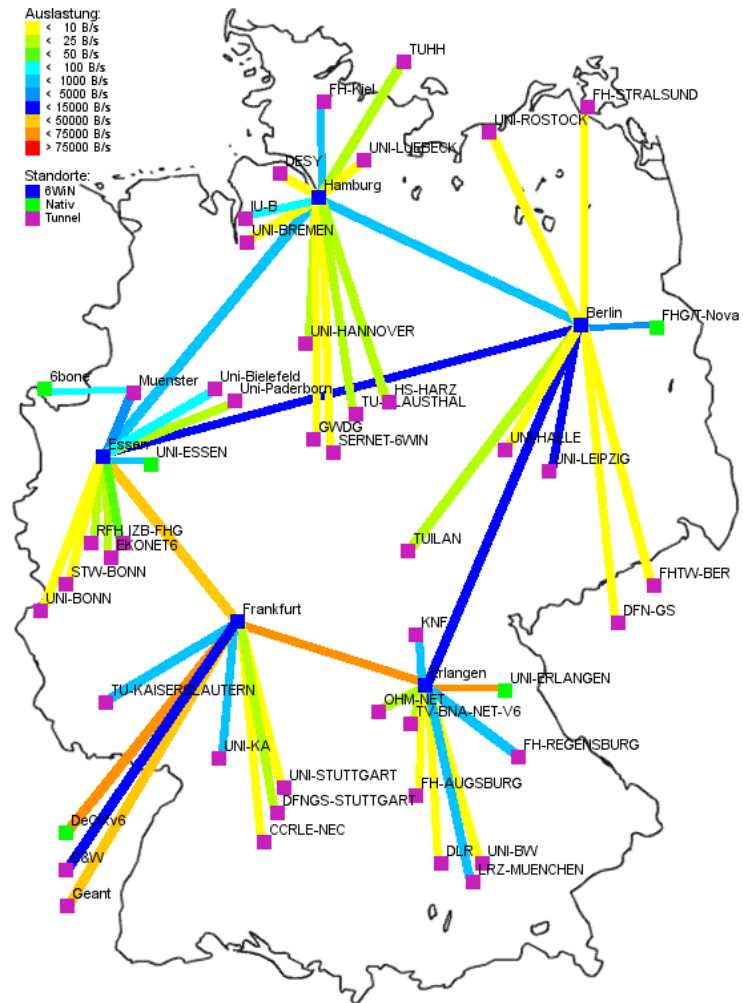 Auslastung:
< 10 B/s
< 25 B/s
< 50 B/s
< 100 B/s
< 1000 B/s
< 5000 B/s
< 15000 B/s
< 50000 B/s
< 75000 B/s
> 75000 B/s
Standorte:
6WiN
Nativ
Tunnel
TUHH
FH-Kiel
FH-STRALSUND
UNI-ROSTOCK
UNI-LUEBECK
DESY
Hamburg
IU-B
UNI-BREMEN
Berlin
FHG/T-Nova
UNI-HANNOVER
6bone
Muenster
Uni-Bielefeld
Uni-Paderborn
HS-HARZ
TU-CLAUSTHAL
GWDG
SERNET-6WIN
Essen
UNI-ESSEN
UNI-HALLE
UNI-LEIPZIG
RFH IZB-FHG
EKONET6
TUILAN
STW-BONN
FHTW-BER
UNI-BONN
DFN-GS
Frankfurt
KNF
Erlangen
UNI-ERLANGEN
TU-KAISERSLAUTERN
OHM-NET
TV-BNA-NET-V6
UNI-KA
FH-REGENSBURG
UNI-STUTTGART
FH-AUGSBURG
DFNGS-STUTTGART
DeCIxv6
CCRLE-NEC
C&W
DLR
UNI-BW
LRZ-MUENCHEN
Geant